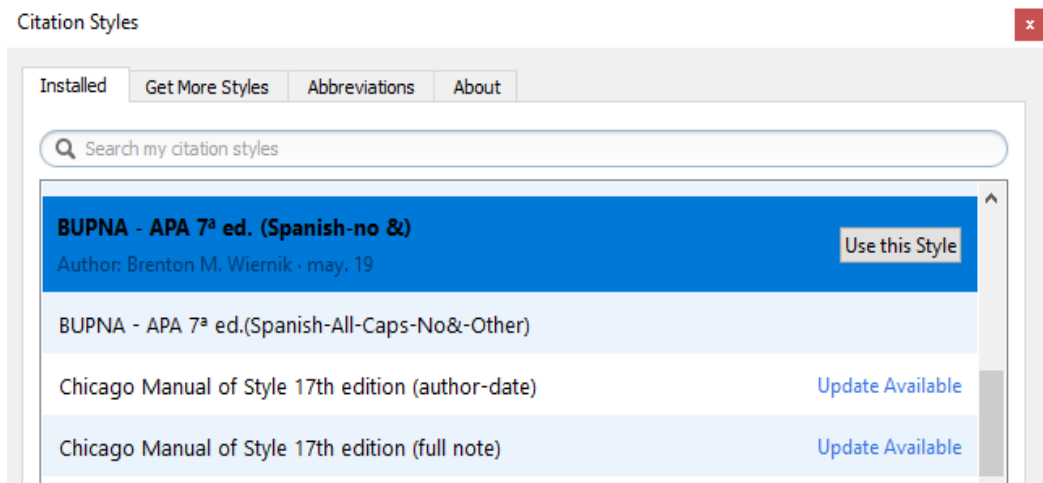 Citation Styles
x
Installed Get More Styles Abbreviations About
Search my citation styles
BUPNA - APA 7ª ed. (Spanish-no &)
Author: Brenton M. Wiernik · may. 19
Use this Style
BUPNA - APA 7ª ed.(Spanish-All-Caps-No&-Other)
Chicago Manual of Style 17th edition (author-date) Update Available
Chicago Manual of Style 17th edition (full note) Update Available